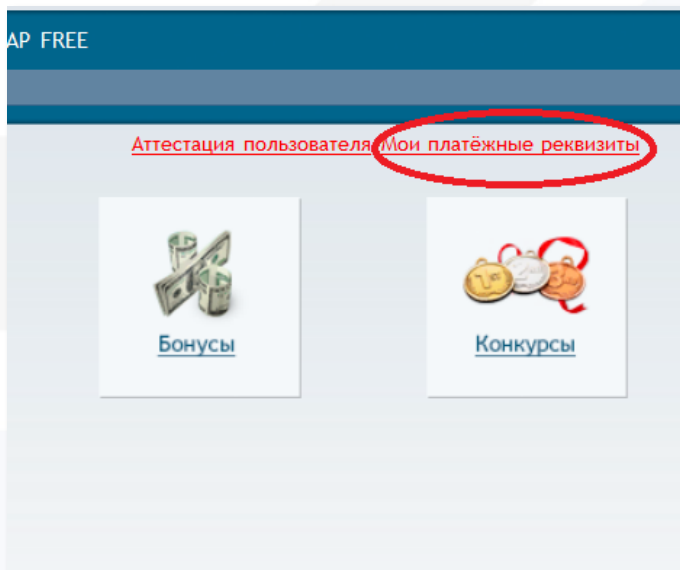 AP FREE
Аттестация пользователя Мои платёжные реквизиты
Бонусы
Конкурсы